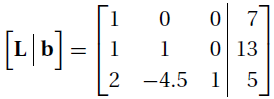 [L|b] = [1 0 0 | 7
1 1 0 | 13
2 −4.5 1 | 5]